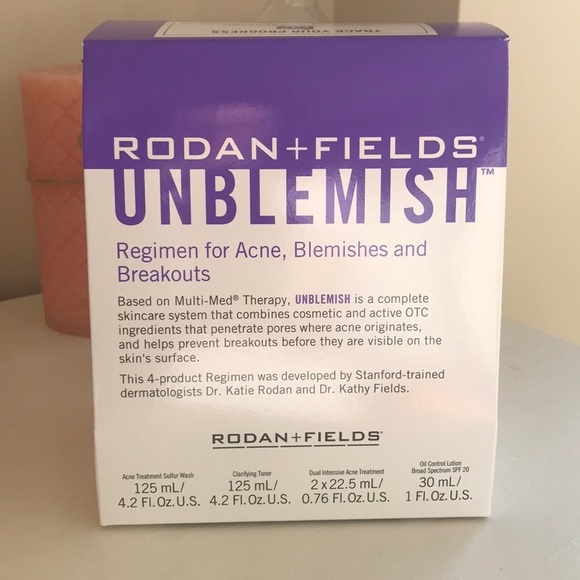 TRACK YOUR PROGRESS
RODAN+FIELDS®
UNBLEMISH™
Regimen for Acne, Blemishes and
Breakouts
Based on Multi-Med® Therapy, UNBLEMISH is a complete
skincare system that combines cosmetic and active OTC
ingredients that penetrate pores where acne originates,
and helps prevent breakouts before they are visible on the
skin's surface.
This 4-product Regimen was developed by Stanford-trained
dermatologists Dr. Katie Rodan and Dr. Kathy Fields.
RODAN+FIELDS®
Acne Treatment Sulfur Wash
125 mL/
4.2 Fl. Oz. U.S.
Clarifying Toner
125 mL/
4.2 Fl. Oz. U.S.
Dual Intensive Acne Treatment
2 x 22.5 mL/
0.76 Fl. Oz. U.S.
Oil Control Lotion
Broad Spectrum SPF 20
30 mL/
1 Fl. Oz. U.S.